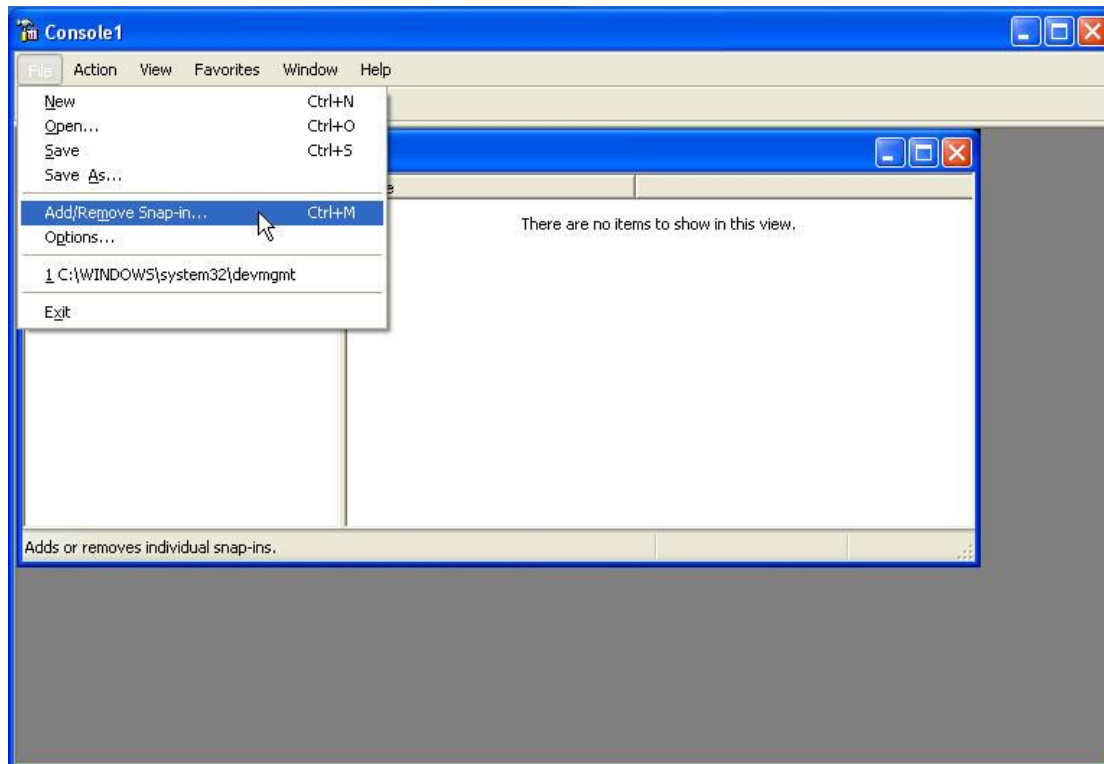 Console1
File Action View Favorites Window Help
New Ctrl+N
Open... Ctrl+O
Save Ctrl+S
Save As...
Add/Remove Snap-in... Ctrl+M
Options...
1 C:\WINDOWS\system32\devmgmt
Exit
There are no items to show in this view.
Adds or removes individual snap-ins.